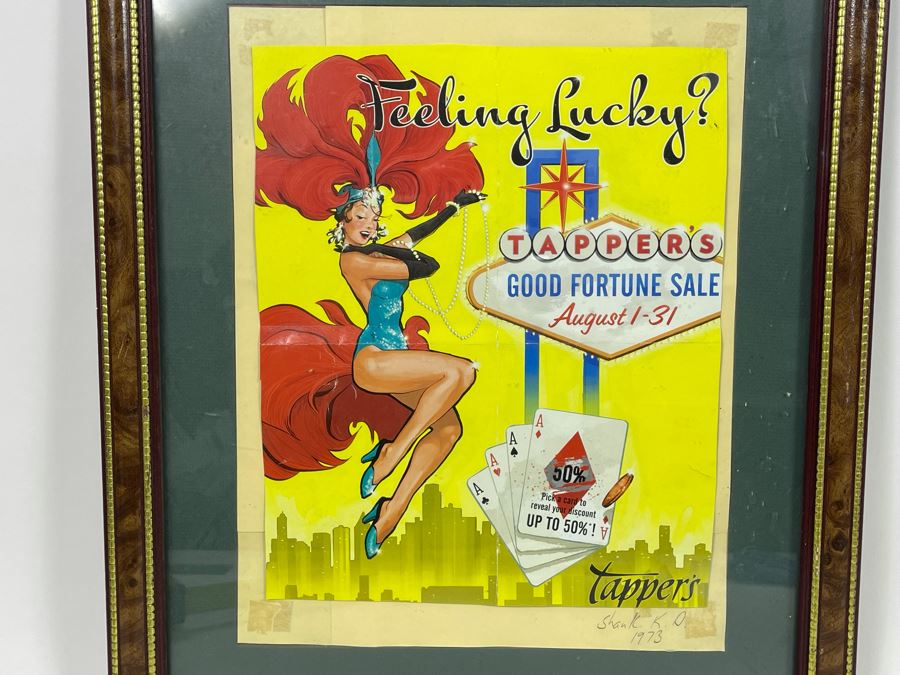 Feeling Lucky?
TAPPER'S
GOOD FORTUNE SALE
August 1-31
A
A
A
A
50%
Pick a card to
reveal your discount
UP TO 50%*!
A
Tapper's
K. D.
1973